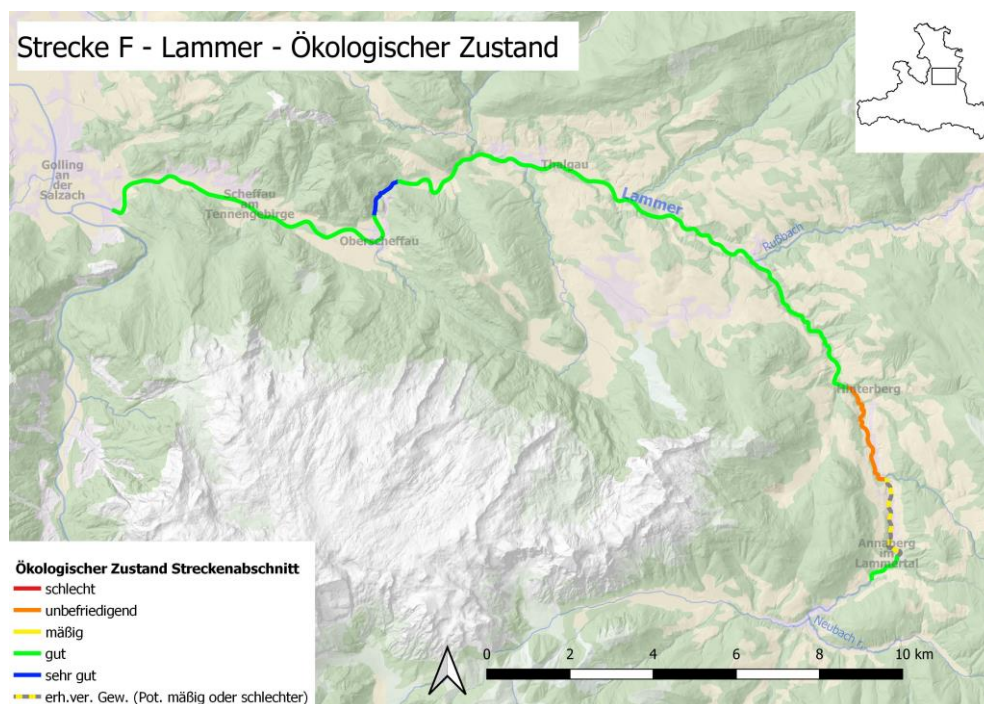 Strecke F - Lammer - Ökologischer Zustand
Golling
an
der
Salzach
Scheffau
am
Tennengebirge
Oberscheffau
Thalgau
Lammer
Rußbach
Hinterberg
Annaberg
im
Lammertal
Neubach r.
Ökologischer Zustand Streckenabschnitt
schlecht
unbefriedigend
mäßig
gut
sehr gut
erh.ver. Gew. (Pot. mäßig oder schlechter)
0 2 4 6 8 10 km